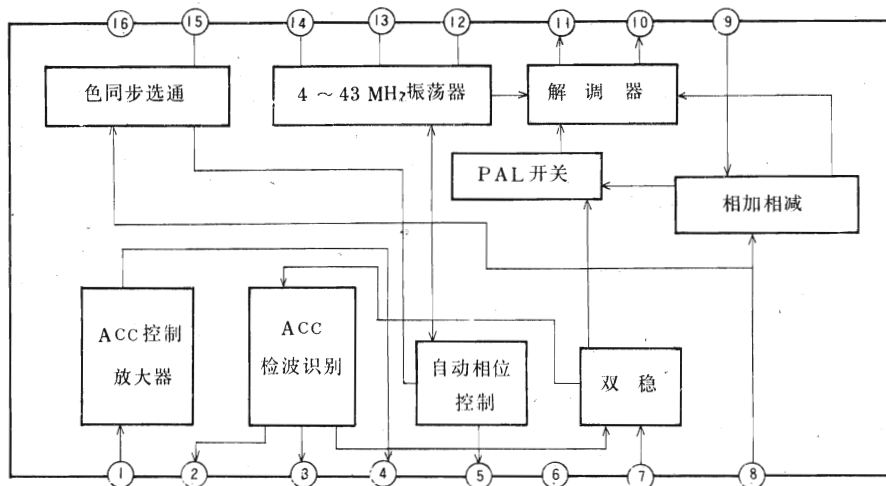 16 15 14 13 12 11 10 9
色同步选通
4～43 MHz振荡器
解调器
PAL开关
相加相减
ACC控制
放大器
ACC
检波识别
自动相位
控制
双稳
1 2 3 4 5 6 7 8